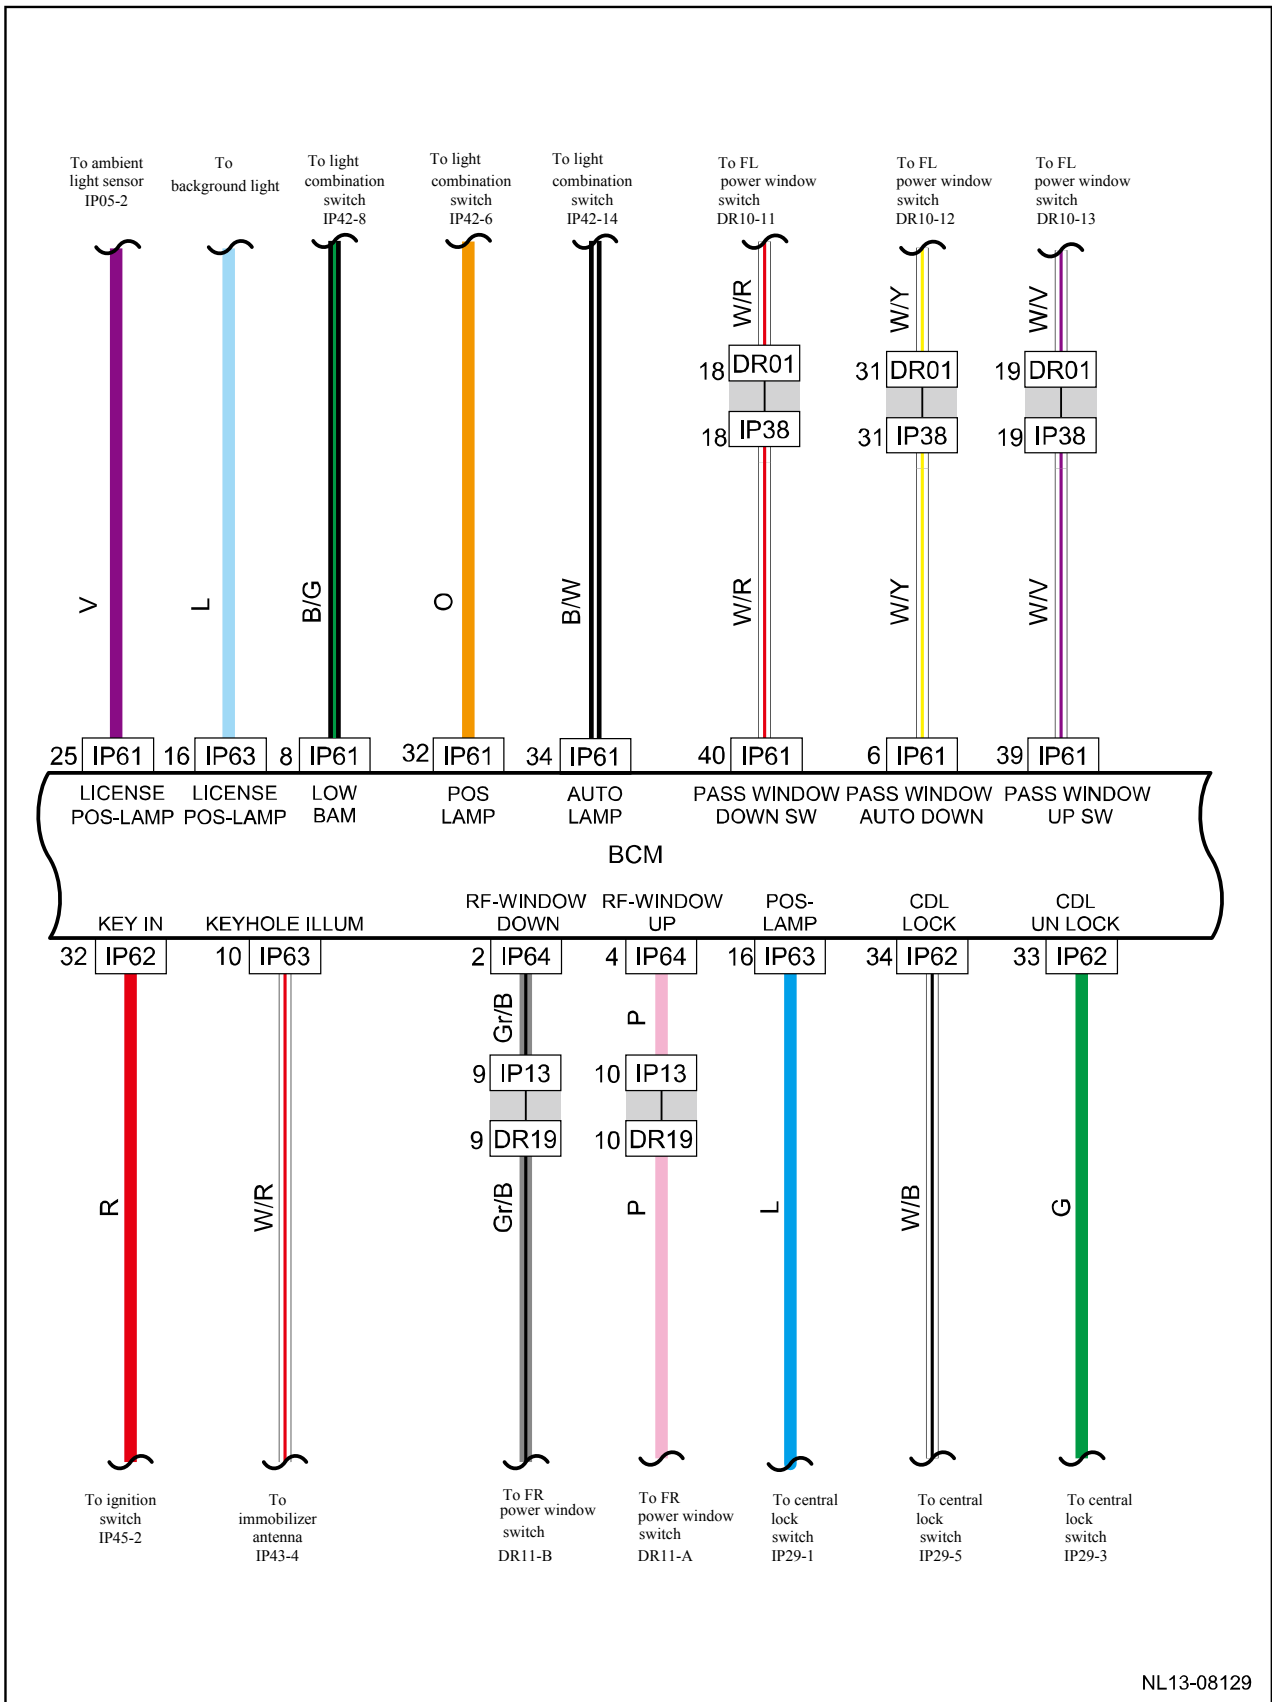 To ambient
light sensor
IP05-2
To
background light
To light
combination
switch
IP42-8
To light
combination
switch
IP42-6
To light
combination
switch
IP42-14
To FL
power window
switch
DR10-11
To FL
power window
switch
DR10-12
To FL
power window
switch
DR10-13
W/R
W/Y
W/V
18 DR01
31 DR01
19 DR01
18 IP38
31 IP38
19 IP38
V
L
B/G
O
B/W
W/R
W/Y
W/V
25 IP61
16 IP63
8 IP61
32 IP61
34 IP61
40 IP61
6 IP61
39 IP61
LICENSE
POS-LAMP
LICENSE
POS-LAMP
LOW
BAM
POS
LAMP
AUTO
LAMP
PASS WINDOW
DOWN SW
PASS WINDOW
AUTO DOWN
PASS WINDOW
UP SW
BCM
KEY IN
KEYHOLE ILLUM
RF-WINDOW
DOWN
RF-WINDOW
UP
POS-
LAMP
CDL
LOCK
CDL
UN LOCK
32 IP62
10 IP63
2 IP64
4 IP64
16 IP63
34 IP62
33 IP62
Gr/B
P
9 IP13
10 IP13
9 DR19
10 DR19
R
W/R
Gr/B
P
L
W/B
G
To ignition
switch
IP45-2
To
immobilizer
antenna
IP43-4
To FR
power window
switch
DR11-B
To FR
power window
switch
DR11-A
To central
lock
switch
IP29-1
To central
lock
switch
IP29-5
To central
lock
switch
IP29-3
NL13-08129